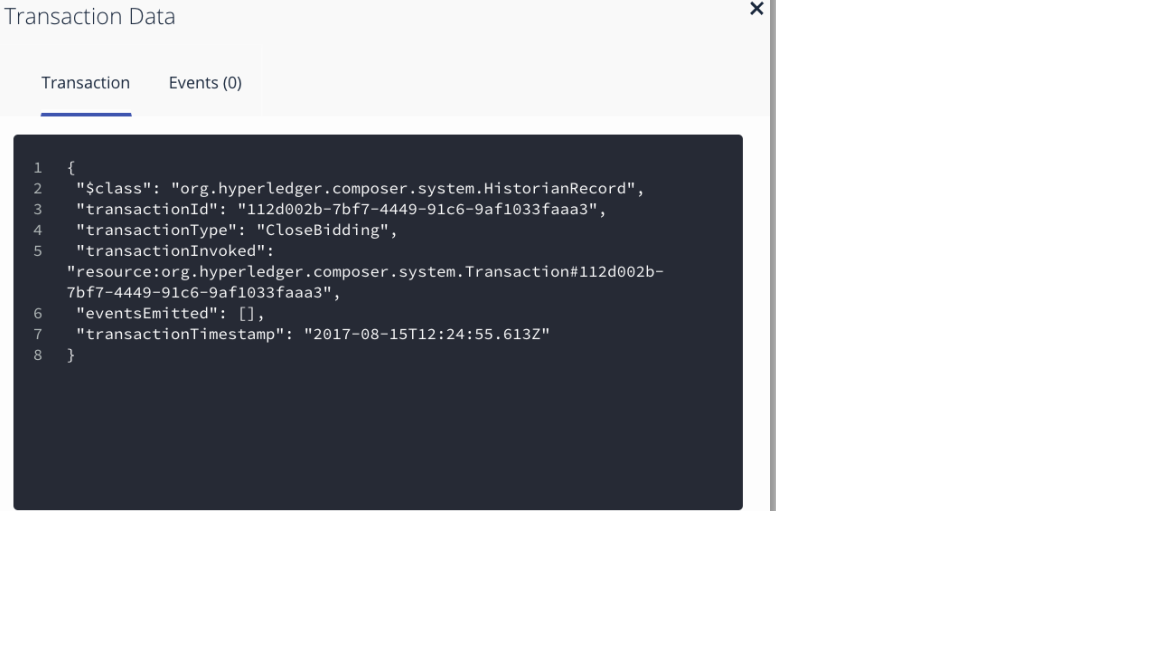 Transaction Data
×
Transaction Events (0)
1 {
2 "$class": "org.hyperledger.composer.system.HistorianRecord",
3 "transactionId": "112d002b-7bf7-4449-91c6-9af1033faaa3",
4 "transactionType": "CloseBidding",
5 "transactionInvoked":
"resource:org.hyperledger.composer.system.Transaction#112d002b-
7bf7-4449-91c6-9af1033faaa3",
6 "eventsEmitted": [],
7 "transactionTimestamp": "2017-08-15T12:24:55.613Z"
8 }